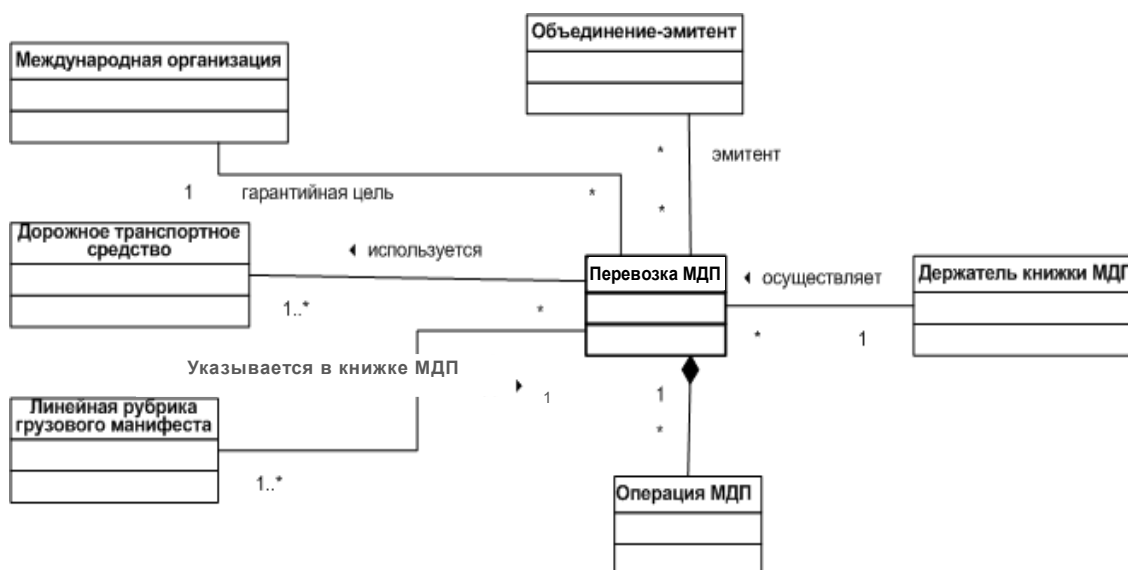 Объединение-эмитент
Международная организация
*
эмитент
1
гарантийная цель
*
*
Дорожное транспортное
средство
используется
Перевозка МДП
осуществляет
Держатель книжки МДП
1..*
*
*
1
Указывается в книжке МДП
1
1
Линейная рубрика
грузового манифеста
*
1..*
Операция МДП